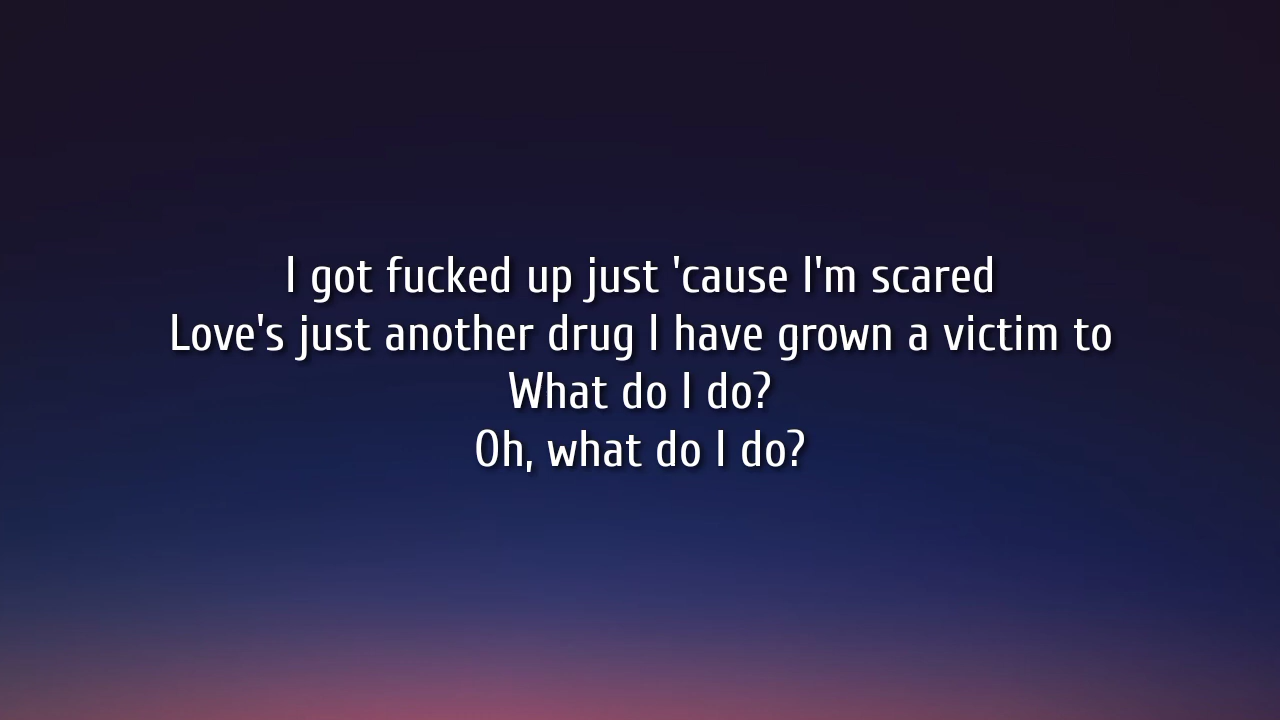 I got fucked up just 'cause I'm scared
Love's just another drug I have grown a victim to
What do I do?
Oh, what do I do?